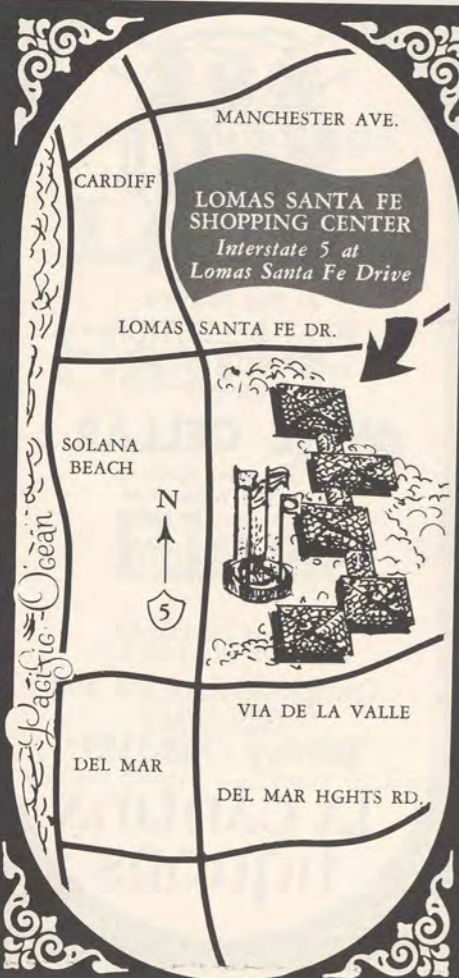 MANCHESTER AVE.
CARDIFF
LOMAS SANTA FE
SHOPPING CENTER
Interstate 5 at
Lomas Santa Fe Drive
LOMAS SANTA FE DR.
SOLANA
BEACH
N
5
Pacific Ocean
VIA DE LA VALLE
DEL MAR
DEL MAR HGHTS RD.